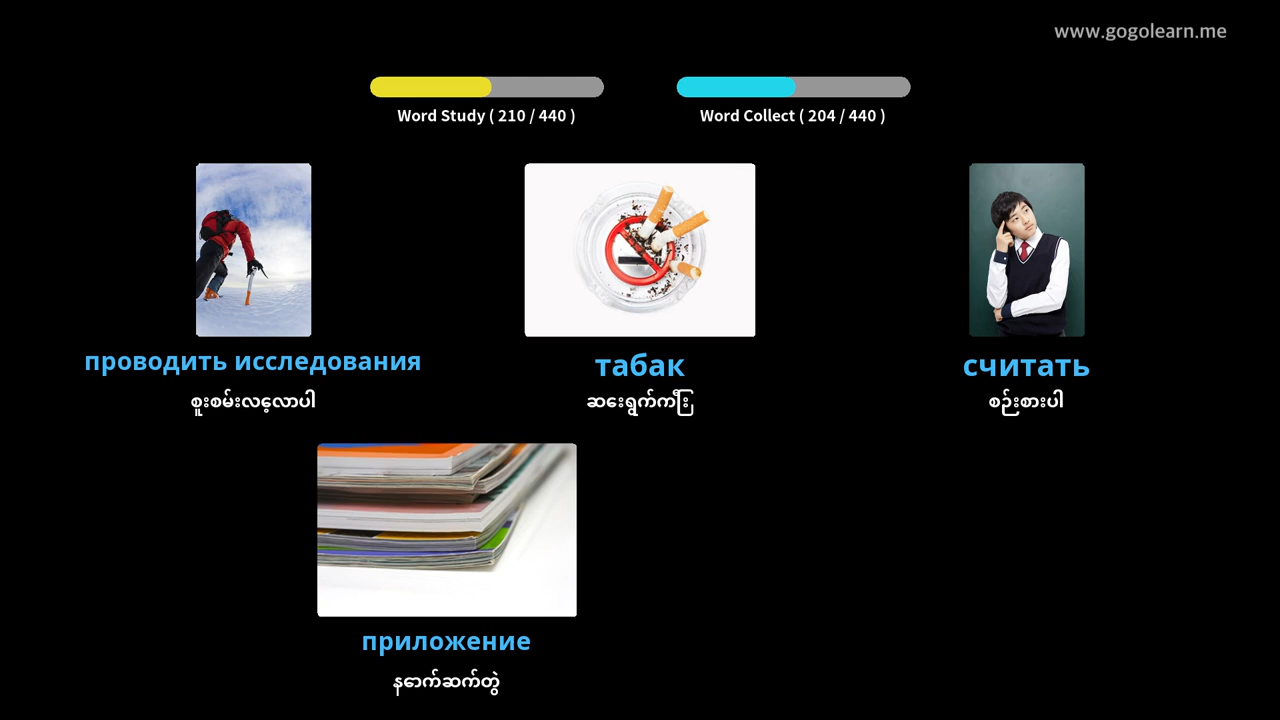 www.gogolearn.me
Word Study ( 210 / 440 )
Word Collect ( 204 / 440 )
проводить исследования
табак
считать
စူးစမ်းလေ့လာပါ
ဆေးရွက်ကြီး
စဉ်းစားပါ
приложение
နောက်ဆက်တွဲ